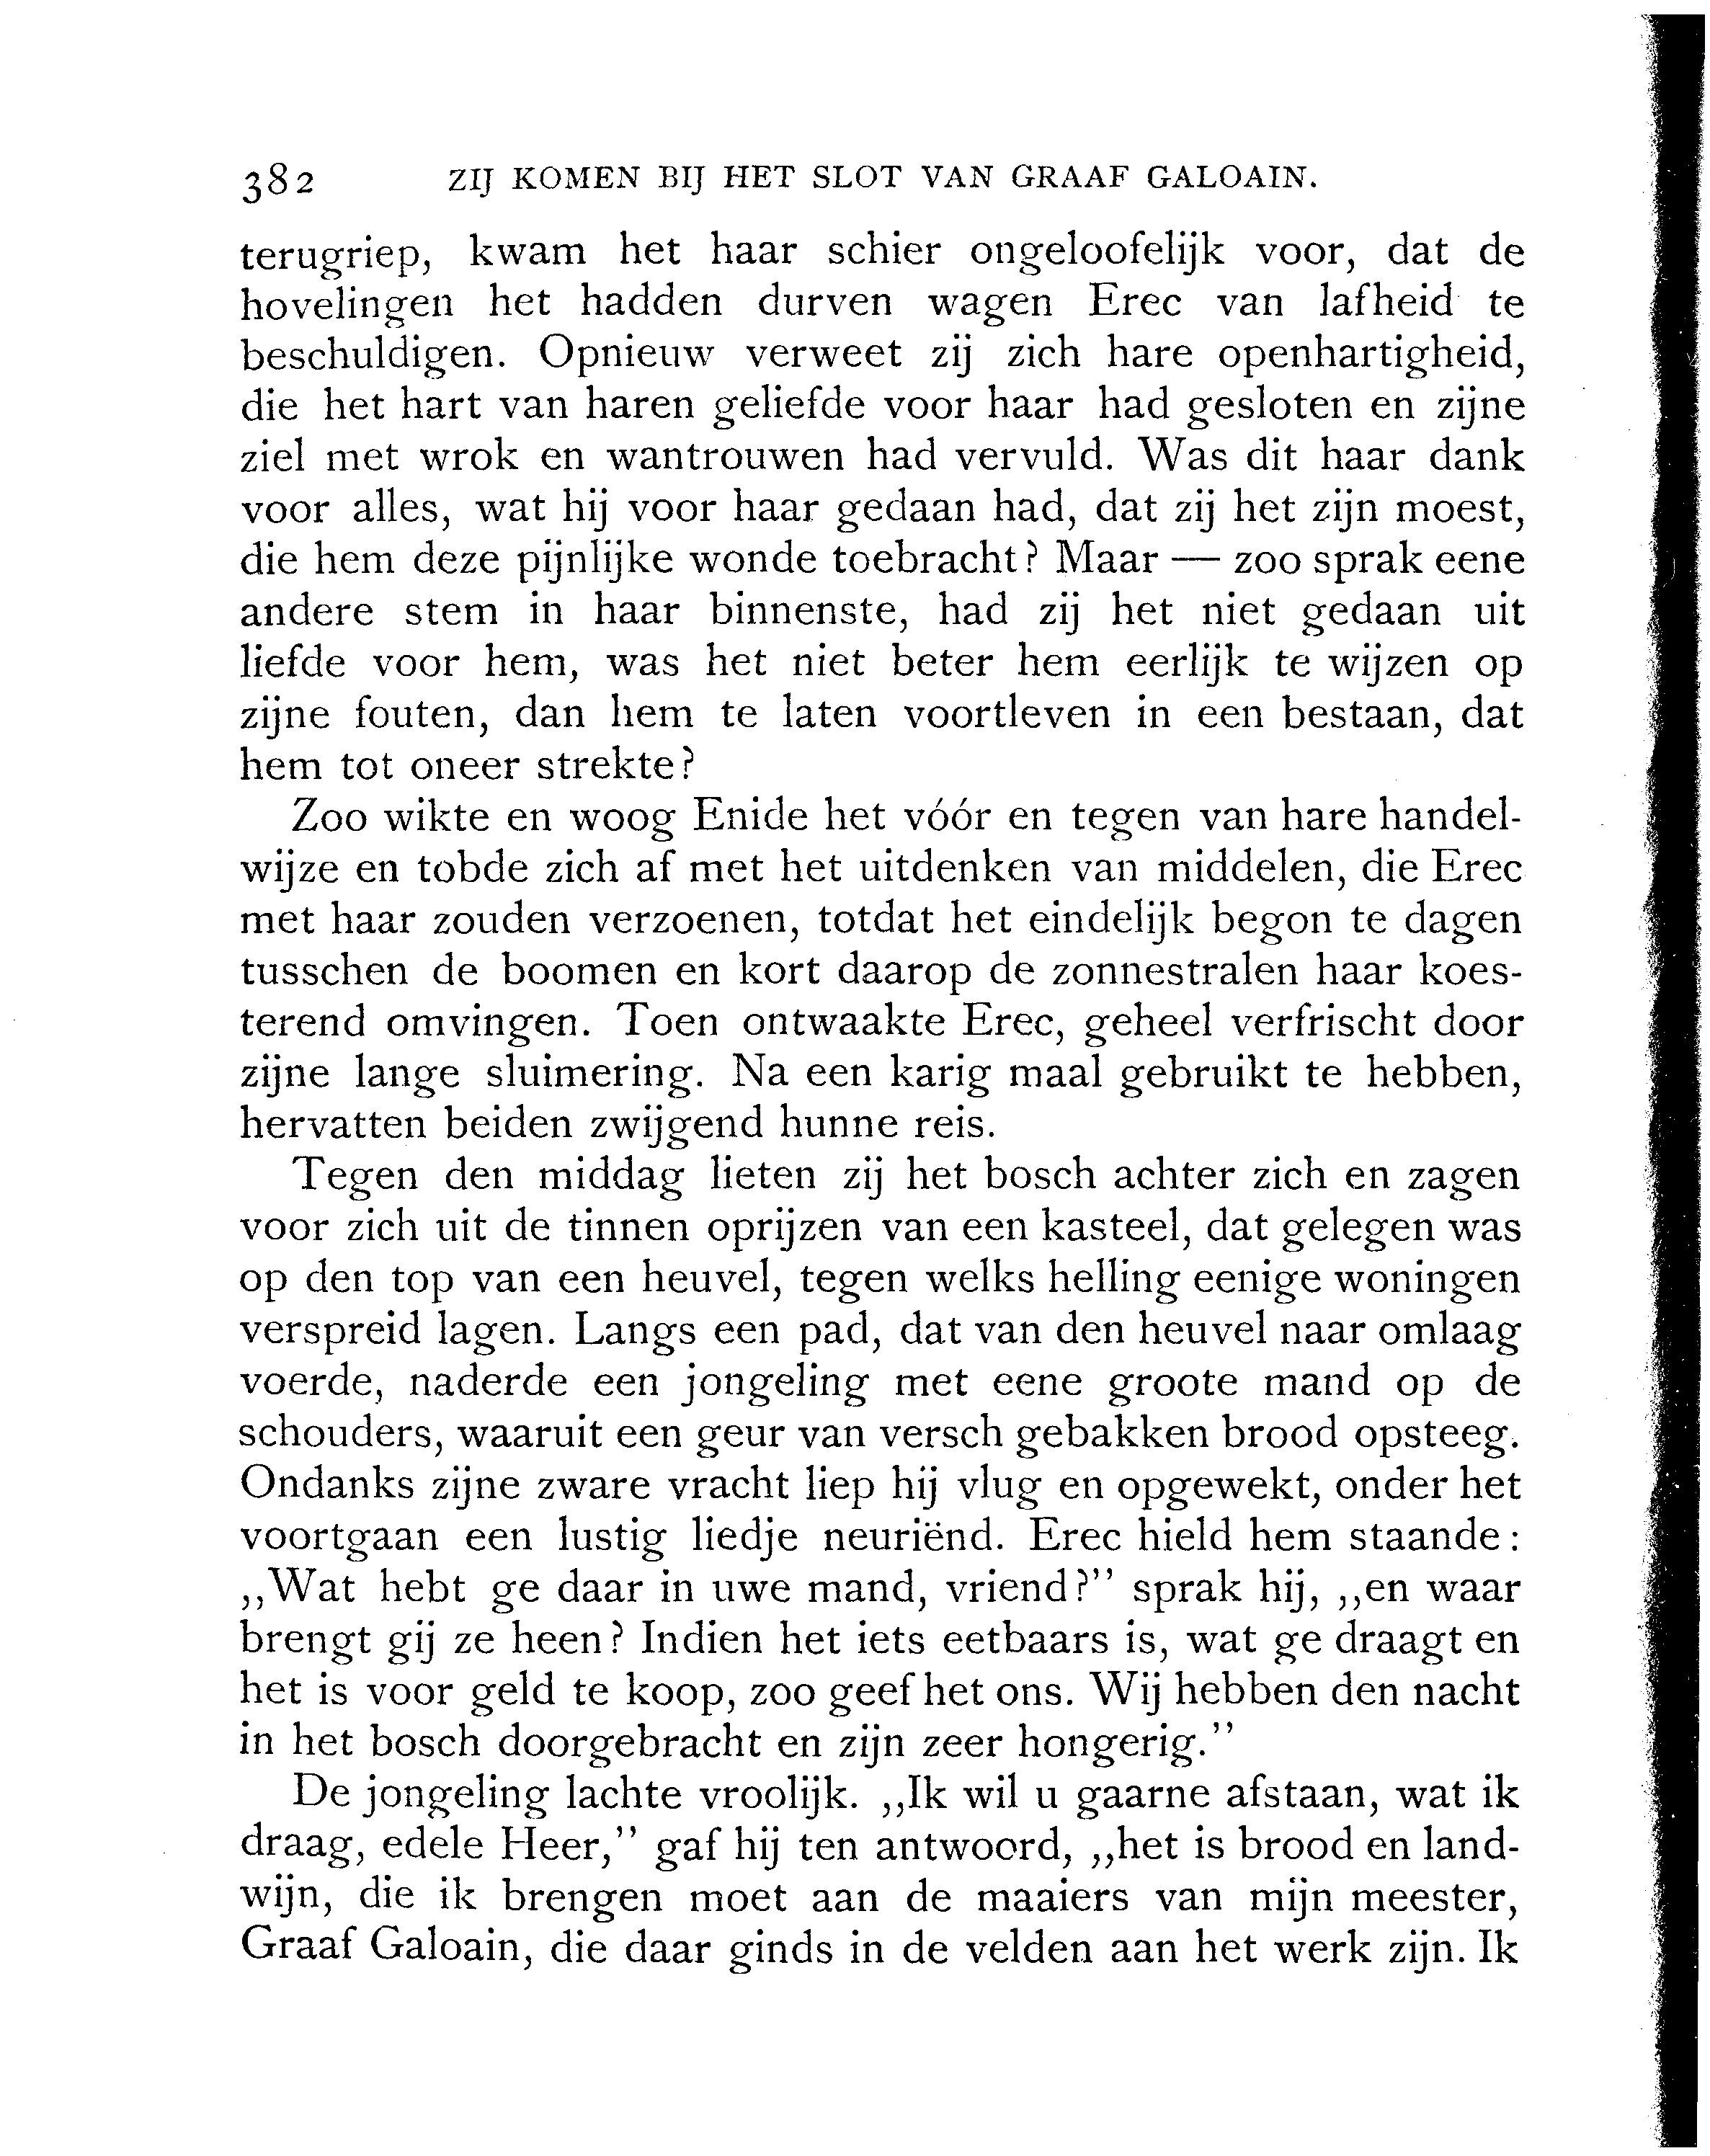 382 ZIJ KOMEN BIJ HET SLOT VAN GRAAF GALOAIN.
terugriep, kwam het haar schier ongeloofelijk voor, dat de
hovelingen het hadden durven wagen Erec van lafheid te
beschuldigen. Opnieuw verweet zij zich hare openhartigheid,
die het hart van haren geliefde voor haar had gesloten en zijne
ziel met wrok en wantrouwen had vervuld. Was dit haar dank
voor alles, wat hij voor haar gedaan had, dat zij het zijn moest,
die hem deze pijnlijke wonde toebracht? Maar — zoo sprak eene
andere stem in haar binnenste, had zij het niet gedaan uit
liefde voor hem, was het niet beter hem eerlijk te wijzen op
zijne fouten, dan hem te laten voortleven in een bestaan, dat
hem tot oneer strekte?
Zoo wikte en woog Enide het vóór en tegen van hare handel-
wijze en tobde zich af met het uitdenken van middelen, die Erec
met haar zouden verzoenen, totdat het eindelijk begon te dagen
tusschen de boomen en kort daarop de zonnestralen haar koes-
terend omvingen. Toen ontwaakte Erec, geheel verfrischt door
zijne lange sluimering. Na een karig maal gebruikt te hebben,
hervatten beiden zwijgend hunne reis.
Tegen den middag lieten zij het bosch achter zich en zagen
voor zich uit de tinnen oprijzen van een kasteel, dat gelegen was
op den top van een heuvel, tegen welks helling eenige woningen
verspreid lagen. Langs een pad, dat van den heuvel naar omlaag
voerde, naderde een jongeling met eene groote mand op de
schouders, waaruit een geur van versch gebakken brood opsteeg.
Ondanks zijne zware vracht liep hij vlug en opgewekt, onder het
voortgaan een lustig liedje neuriënd. Erec hield hem staande:
,,Wat hebt ge daar in uwe mand, vriend?'' sprak hij, ,,en waar
brengt gij ze heen? Indien het iets eetbaars is, wat ge draagt en
het is voor geld te koop, zoo geef het ons. Wij hebben den nacht
in het bosch doorgebracht en zijn zeer hongerig.''
De jongeling lachte vroolijk. ,,Ik wil u gaarne afstaan, wat ik
draag, edele Heer,'' gaf hij ten antwoord, ,,het is brood en land-
wijn, die ik brengen moet aan de maaiers van mijn meester,
Graaf Galoain, die daar ginds in de velden aan het werk zijn. Ik